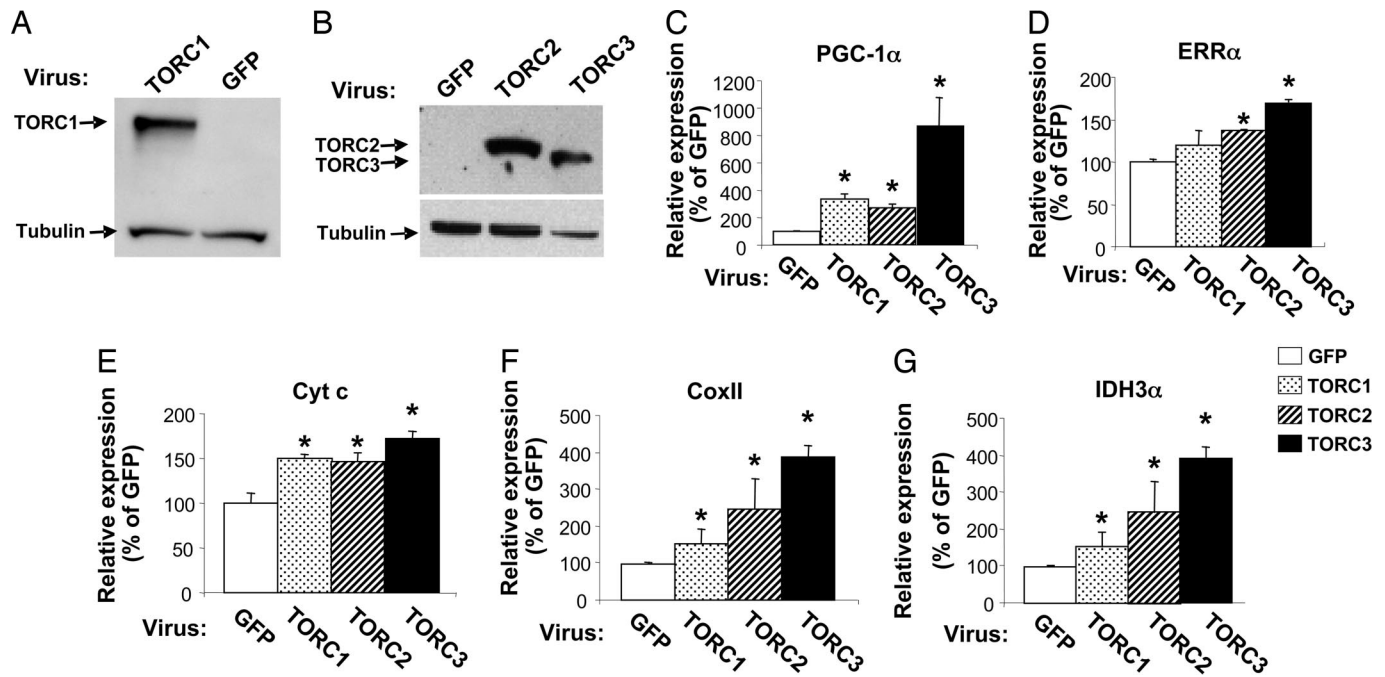 A
Virus:
TORC1
GFP
TORC1
Tubulin
B
Virus:
GFP
TORC2
TORC3
TORC2
TORC3
Tubulin
C
PGC-1α
Relative expression
(% of GFP)
1200
1000
800
600
400
200
0
*
*
*
Virus:
GFP
TORC1
TORC2
TORC3
D
ERRα
Relative expression
(% of GFP)
200
150
100
50
0
*
*
Virus:
GFP
TORC1
TORC2
TORC3
E
Cyt c
Relative expression
(% of GFP)
200
150
100
50
0
*
*
*
Virus:
GFP
TORC1
TORC2
TORC3
F
CoxII
Relative expression
(% of GFP)
500
400
300
200
100
0
*
*
*
Virus:
GFP
TORC1
TORC2
TORC3
G
IDH3α
Relative expression
(% of GFP)
500
400
300
200
100
0
*
*
*
Virus:
GFP
TORC1
TORC2
TORC3
GFP
TORC1
TORC2
TORC3